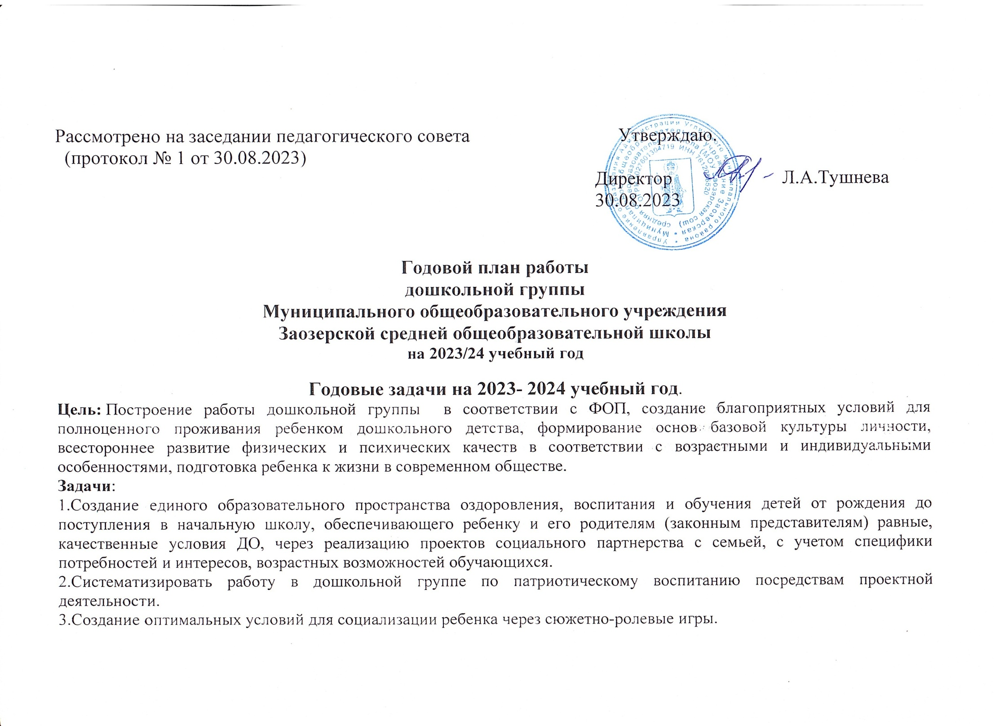 Рассмотрено на заседании педагогического совета
(протокол № 1 от 30.08.2023)
Утверждаю.
Директор Л.А.Тушнева
30.08.2023
Годовой план работы
дошкольной группы
Муниципального общеобразовательного учреждения
Заозерской средней общеобразовательной школы
на 2023/24 учебный год
Годовые задачи на 2023- 2024 учебный год.
Цель: Построение работы дошкольной группы в соответствии с ФОП, создание благоприятных условий для
полноценного проживания ребенком дошкольного детства, формирование основ базовой культуры личности,
всестороннее развитие физических и психических качеств в соответствии с возрастными и индивидуальными
особенностями, подготовка ребенка к жизни в современном обществе.
Задачи:
1.Создание единого образовательного пространства оздоровления, воспитания и обучения детей от рождения до
поступления в начальную школу, обеспечивающего ребенку и его родителям (законным представителям) равные,
качественные условия ДО, через реализацию проектов социального партнерства с семьей, с учетом специфики
потребностей и интересов, возрастных возможностей обучающихся.
2.Систематизировать работу в дошкольной группе по патриотическому воспитанию посредствам проектной
деятельности.
3.Создание оптимальных условий для социализации ребенка через сюжетно-ролевые игры.